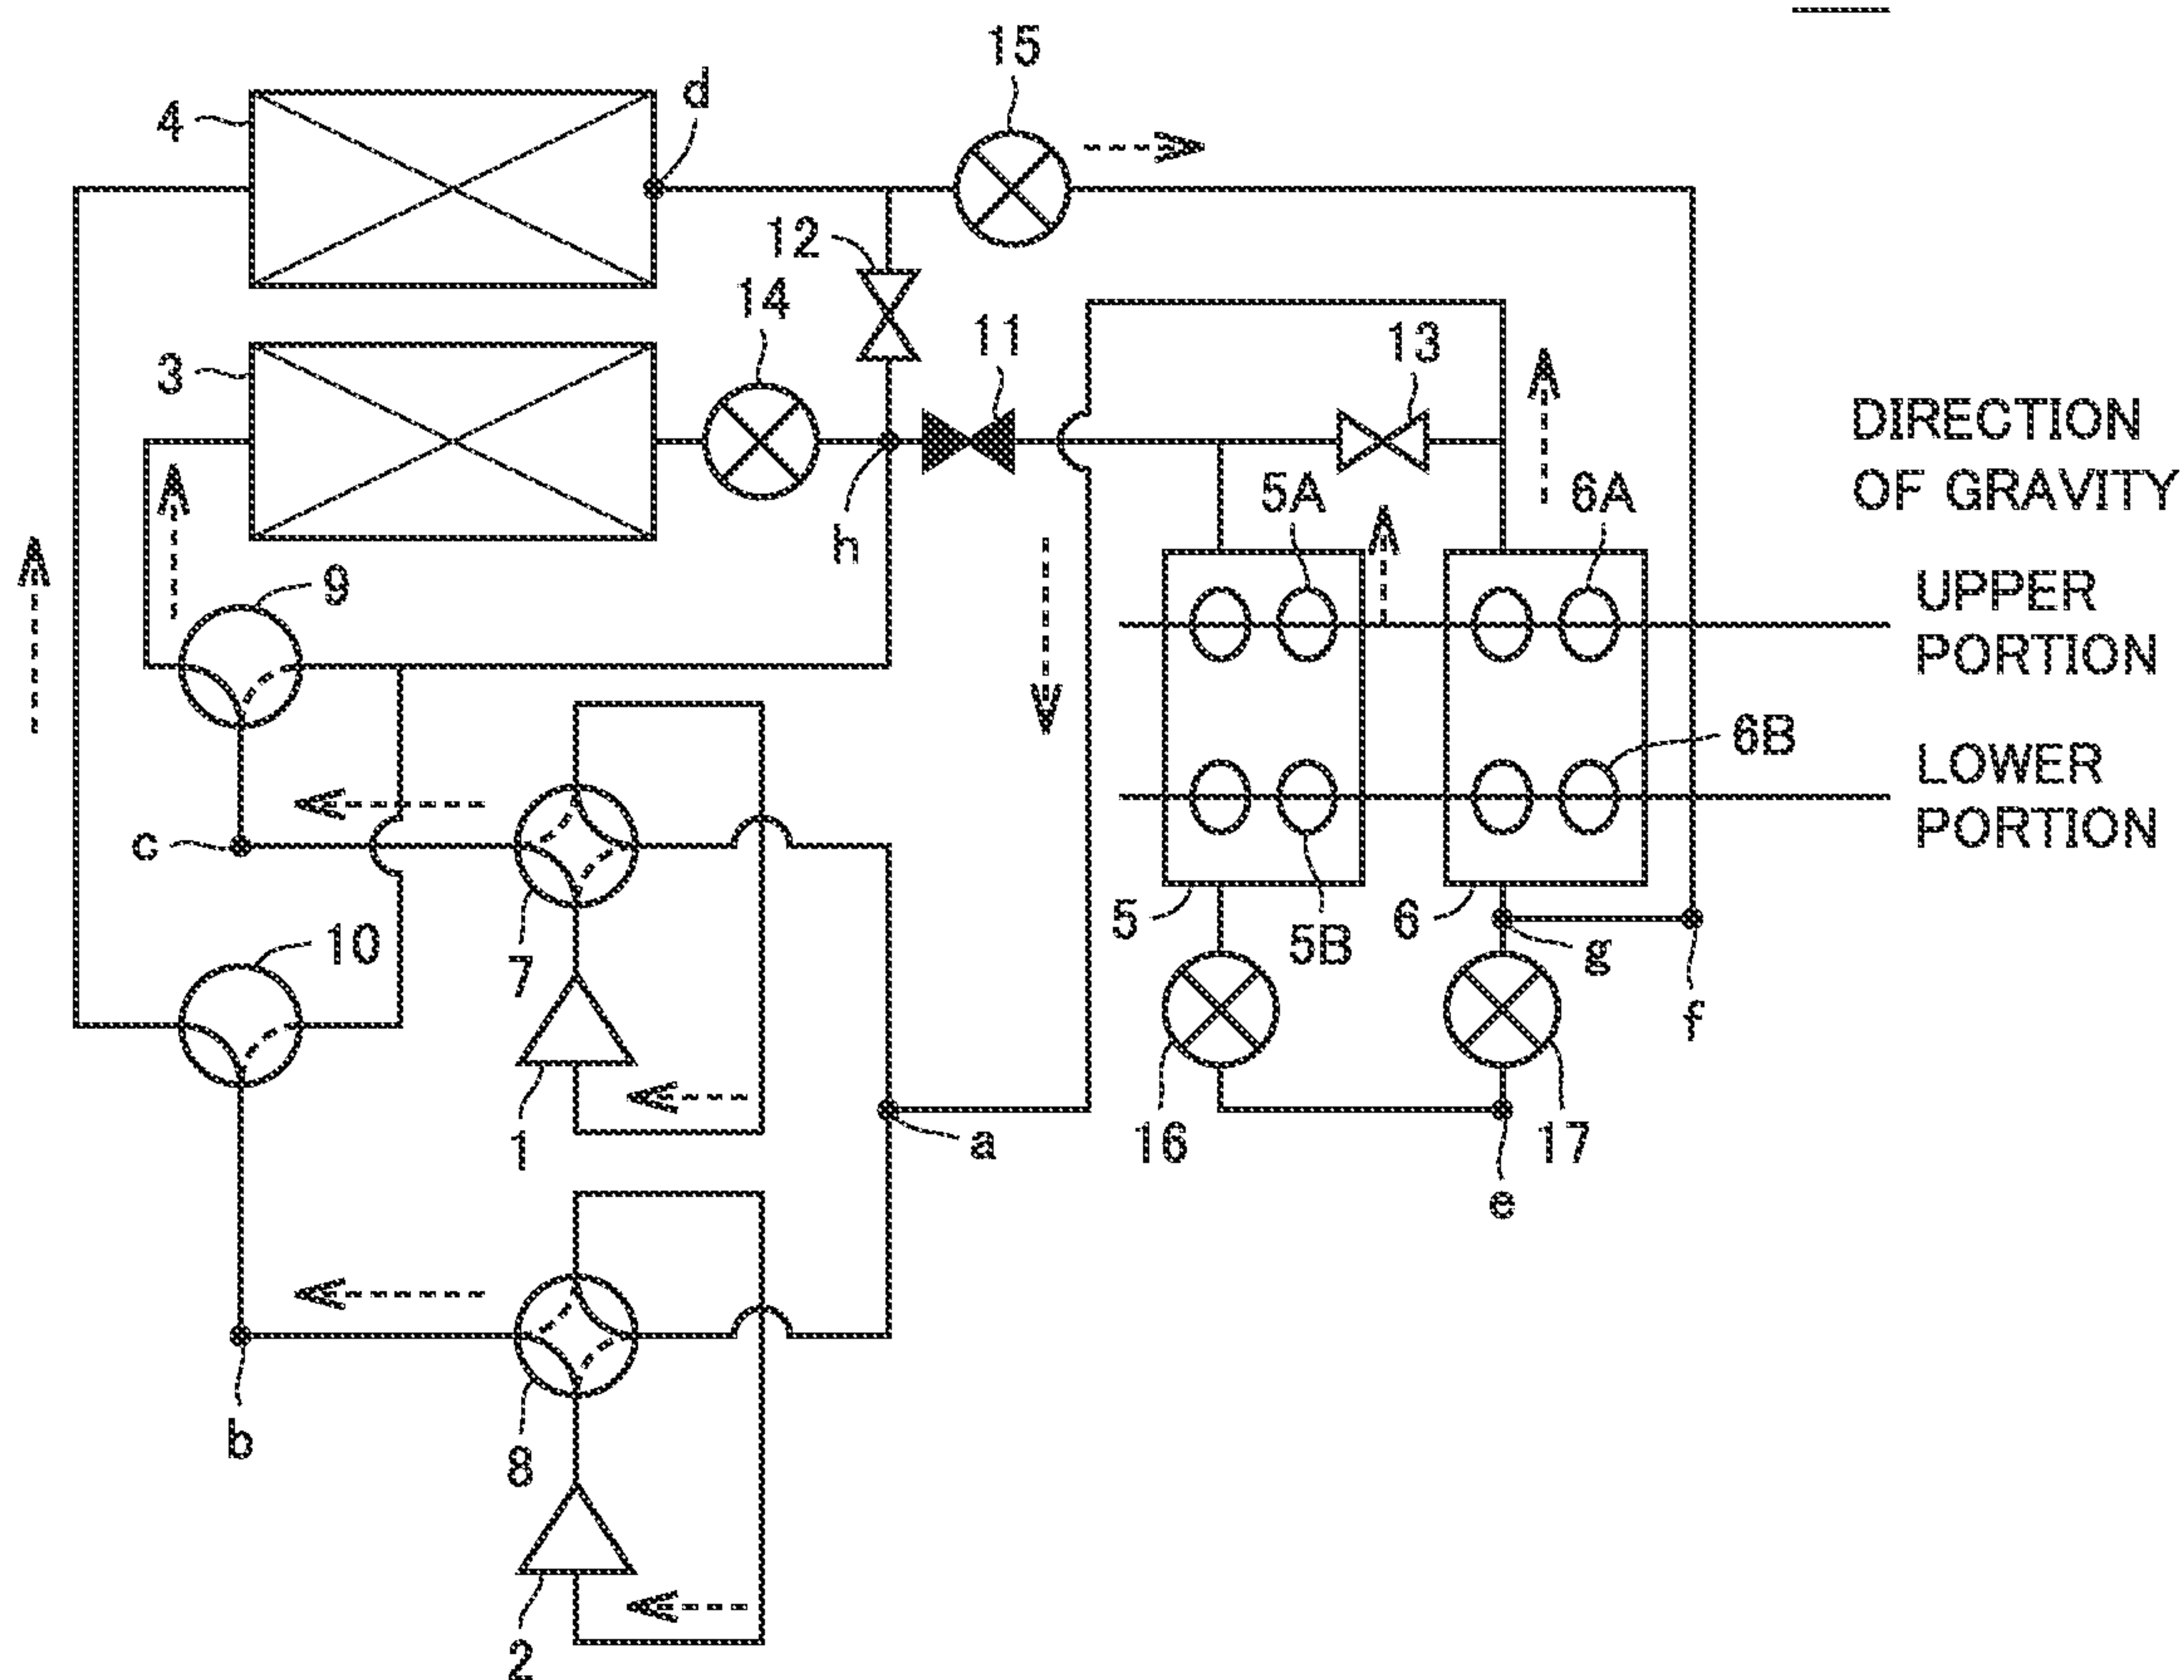 15
4
d
12
14
11
13
3
DIRECTION
OF GRAVITY
5A
6A
h
9
UPPER
PORTION
6B
LOWER
PORTION
c
10
7
5
5B
6
g
f
1
a
16
17
e
b
8
2